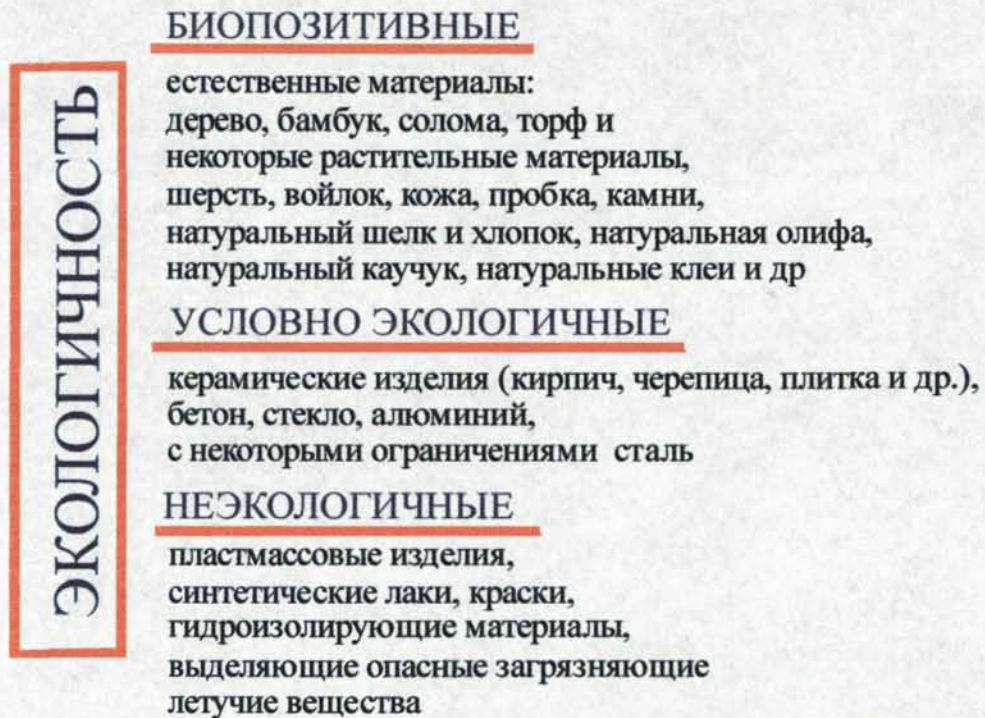 ЭКОЛОГИЧНОСТЬ
БИОПОЗИТИВНЫЕ
естественные материалы:
дерево, бамбук, солома, торф и
некоторые растительные материалы,
шерсть, войлок, кожа, пробка, камни,
натуральный шелк и хлопок, натуральная олифа,
натуральный каучук, натуральные клеи и др
УСЛОВНО ЭКОЛОГИЧНЫЕ
керамические изделия (кирпич, черепица, плитка и др.),
бетон, стекло, алюминий,
с некоторыми ограничениями сталь
НЕЭКОЛОГИЧНЫЕ
пластмассовые изделия,
синтетические лаки, краски,
гидроизолирующие материалы,
выделяющие опасные загрязняющие
летучие вещества